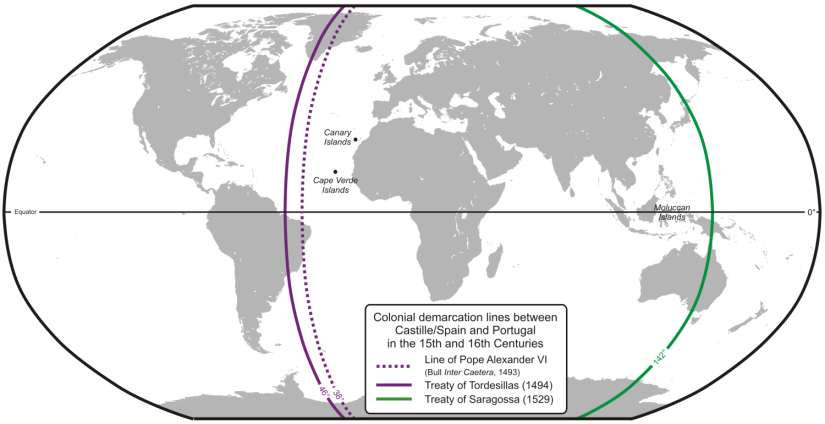 Canary
Islands
Cape Verde
Islands
Equator
Moluccan
Islands
0°
Colonial demarcation lines between
Castille/Spain and Portugal
in the 15th and 16th Centuries
Line of Pope Alexander VI
(Bull Inter Caetera, 1493)
Treaty of Tordesillas (1494)
Treaty of Saragossa (1529)
46°
38°
142°